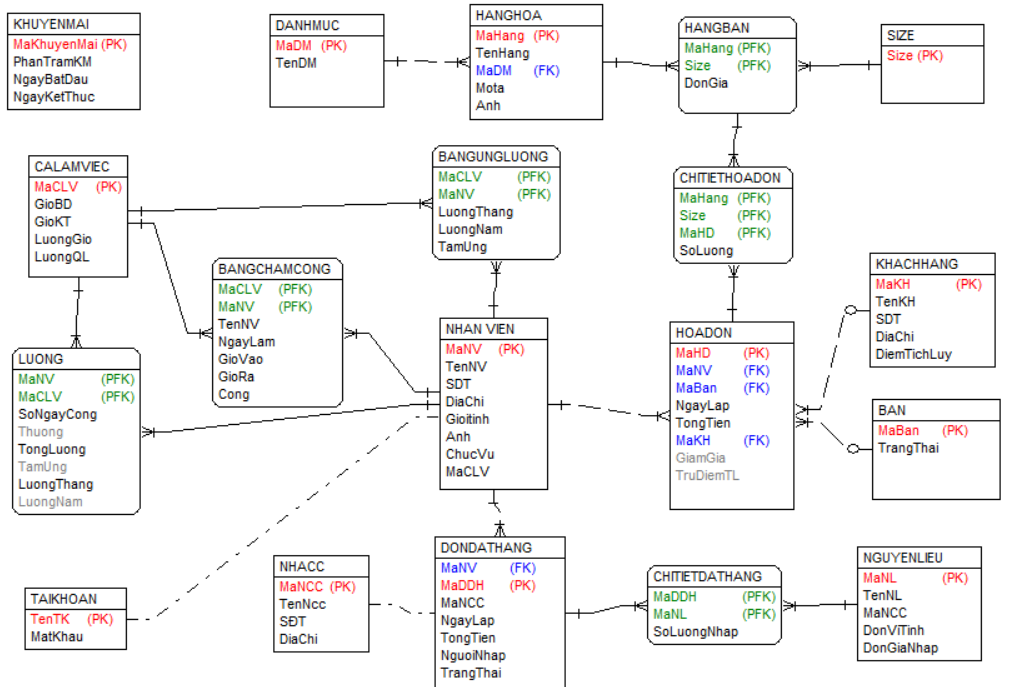 KHUYENMAI
MaKhuyenMai (PK)
PhanTramKM
NgayBatDau
NgayKetThuc
DANHMUC
MaDM (PK)
TenDM
HANGHOA
MaHang (PK)
TenHang
MaDM (FK)
Mota
Anh
HANGBAN
MaHang (PFK)
Size (PFK)
DonGia
SIZE
Size (PK)
CALAMVIEC
MaCLV (PK)
GioBD
GioKT
LuongGio
LuongQL
BANGUNGLUONG
MaCLV (PFK)
MaNV (PFK)
LuongThang
LuongNam
TamUng
CHITIETHOADON
MaHang (PFK)
Size (PFK)
MaHD (PFK)
SoLuong
BANGCHAMCONG
MaCLV (PFK)
MaNV (PFK)
TenNV
NgayLam
GioVao
GioRa
Cong
KHACHHANG
MaKH (PK)
TenKH
SDT
DiaChi
DiemTichLuy
LUONG
MaNV (PFK)
MaCLV (PFK)
SoNgayCong
Thuong
TongLuong
TamUng
LuongThang
LuongNam
NHAN VIEN
MaNV (PK)
TenNV
SDT
DiaChi
Gioitinh
Anh
ChucVu
MaCLV
HOADON
MaHD (PK)
MaNV (FK)
MaBan (FK)
NgayLap
TongTien
MaKH (FK)
GiamGia
TruDiemTL
BAN
MaBan (PK)
TrangThai
TAIKHOAN
TenTK (PK)
MatKhau
NHACC
MaNCC (PK)
TenNcc
SĐT
DiaChi
DONDATHANG
MaNV (FK)
MaDDH (PK)
MaNCC
NgayLap
TongTien
NguoiNhap
TrangThai
CHITIETDATHANG
MaDDH (PFK)
MaNL (PFK)
SoLuongNhap
NGUYENLIEU
MaNL (PK)
TenNL
MaNCC
DonViTinh
DonGiaNhap